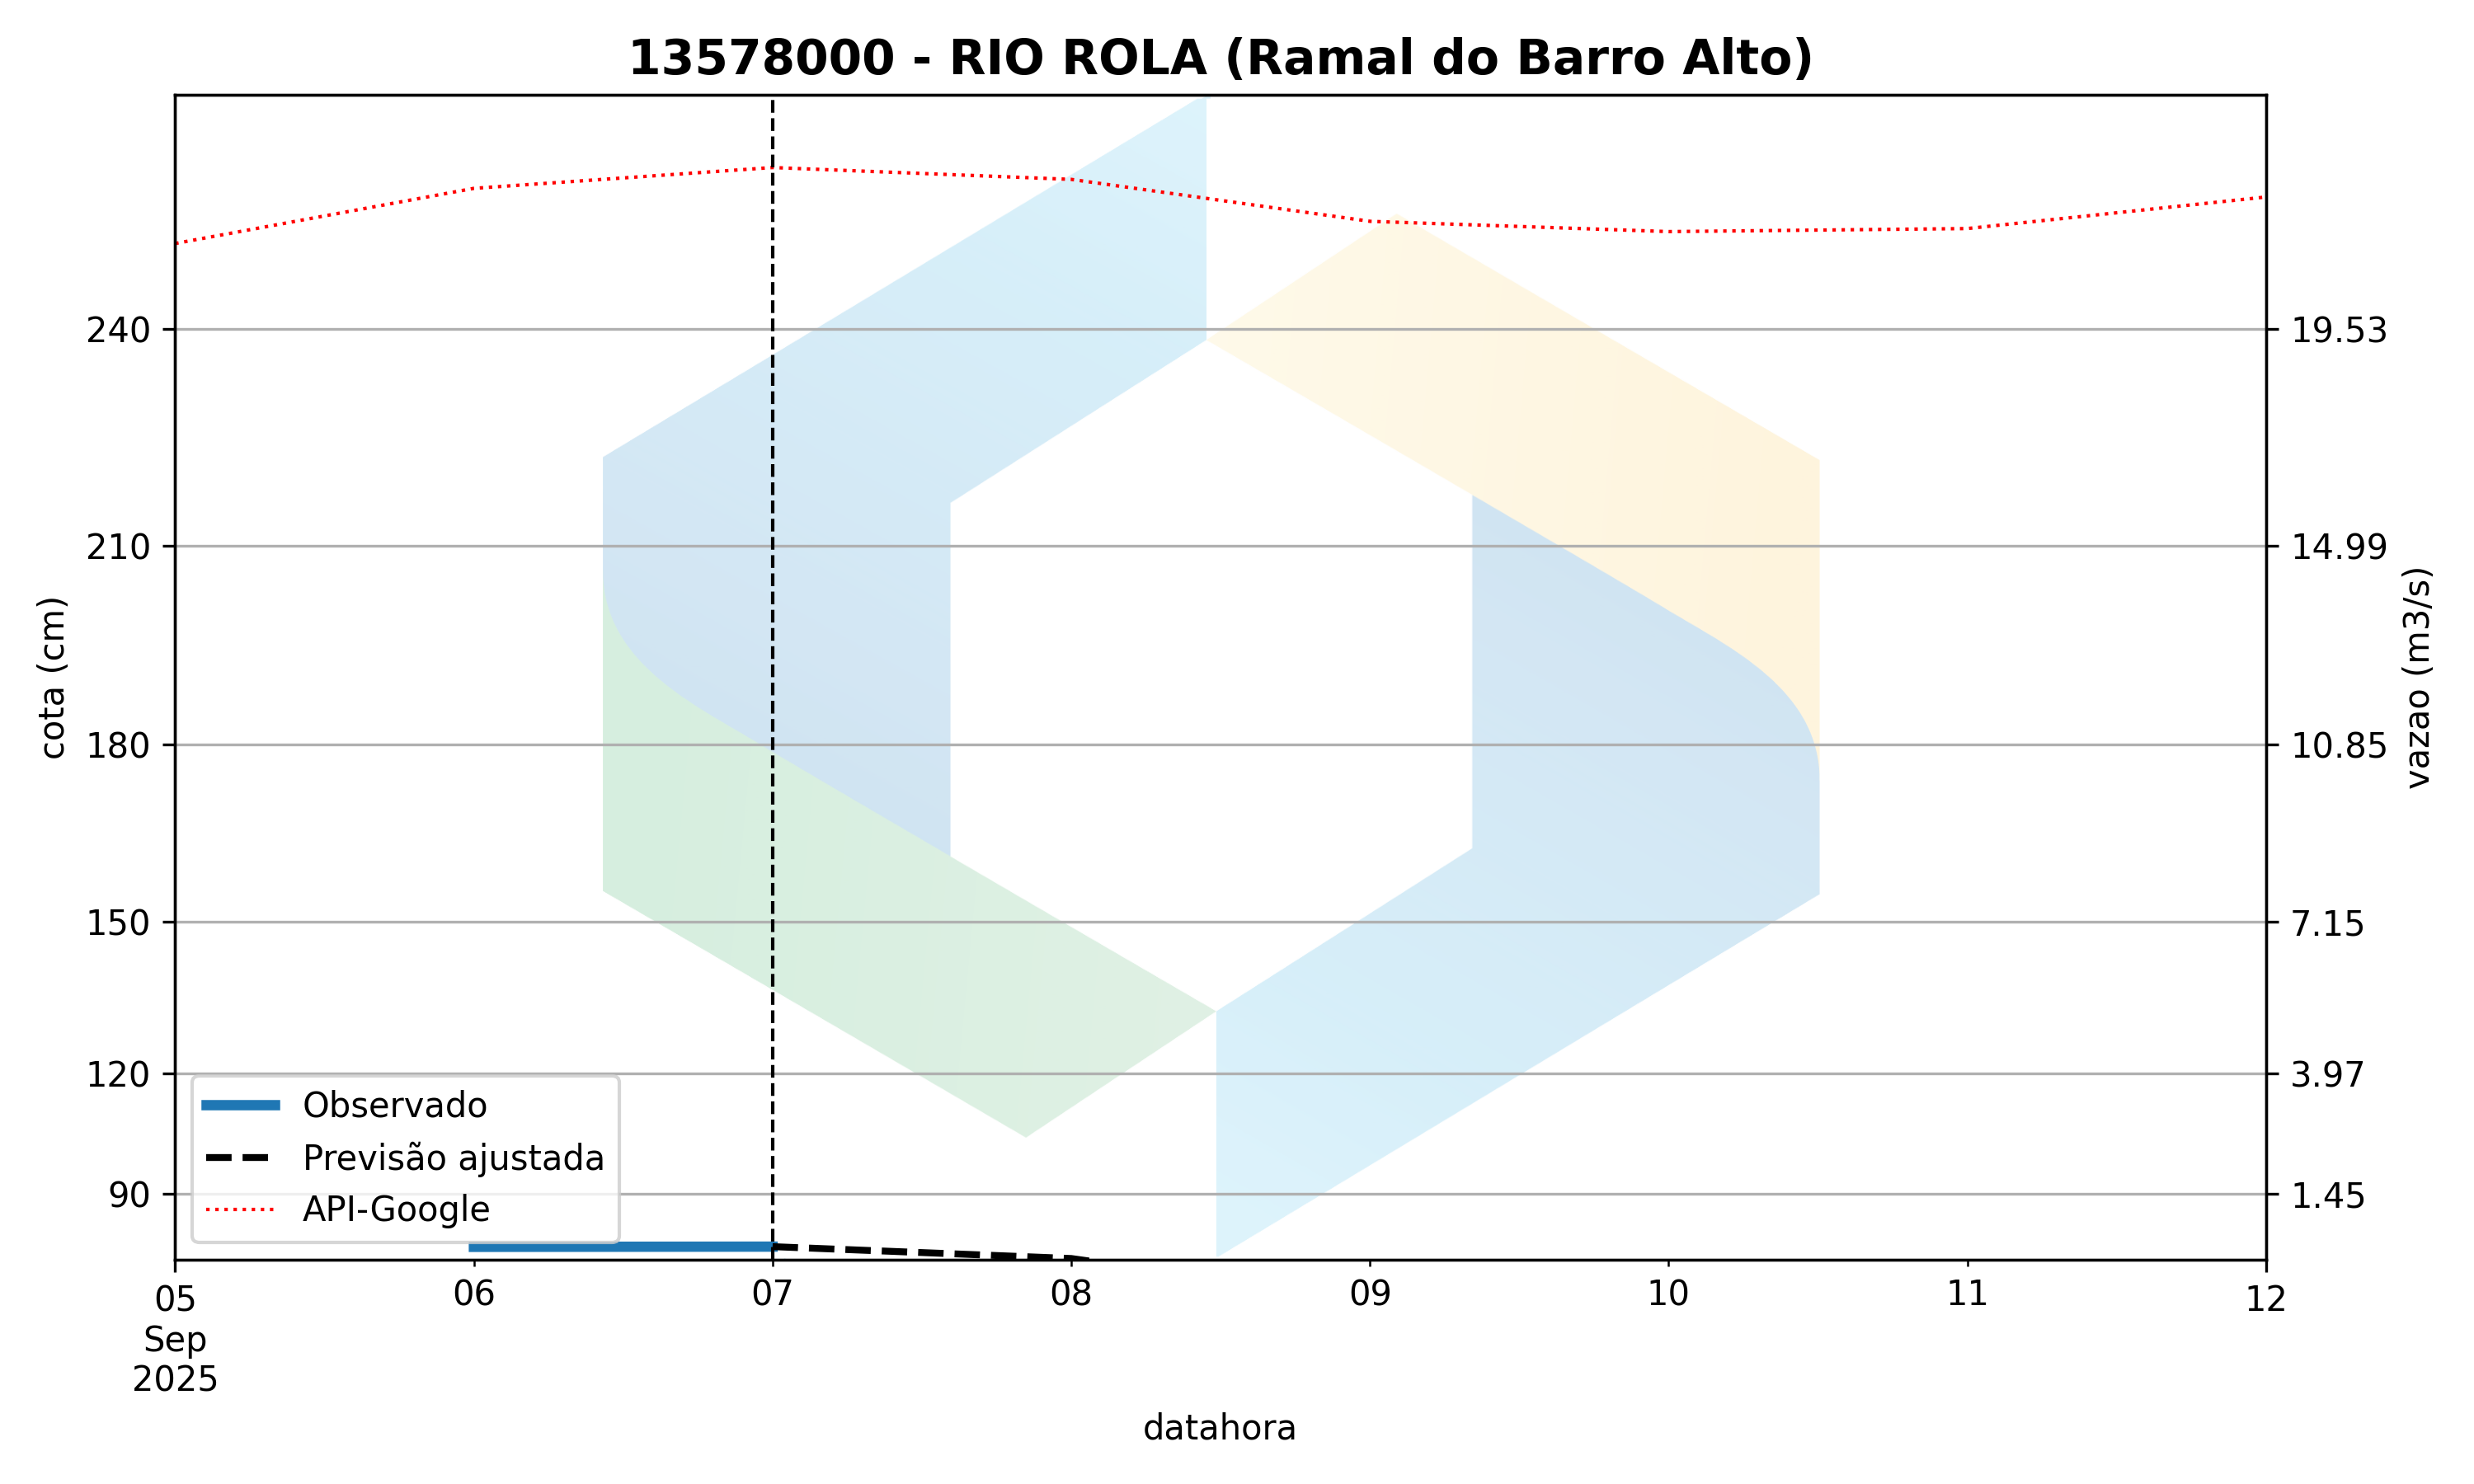 13578000 - RIO ROLA (Ramal do Barro Alto)
cota (cm)
240
210
180
150
120
90
19.53
14.99
10.85
7.15
3.97
1.45
vazao (m3/s)
Observado
Previsão ajustada
API-Google
05
Sep
2025
06
07
08
09
10
11
12
datahora